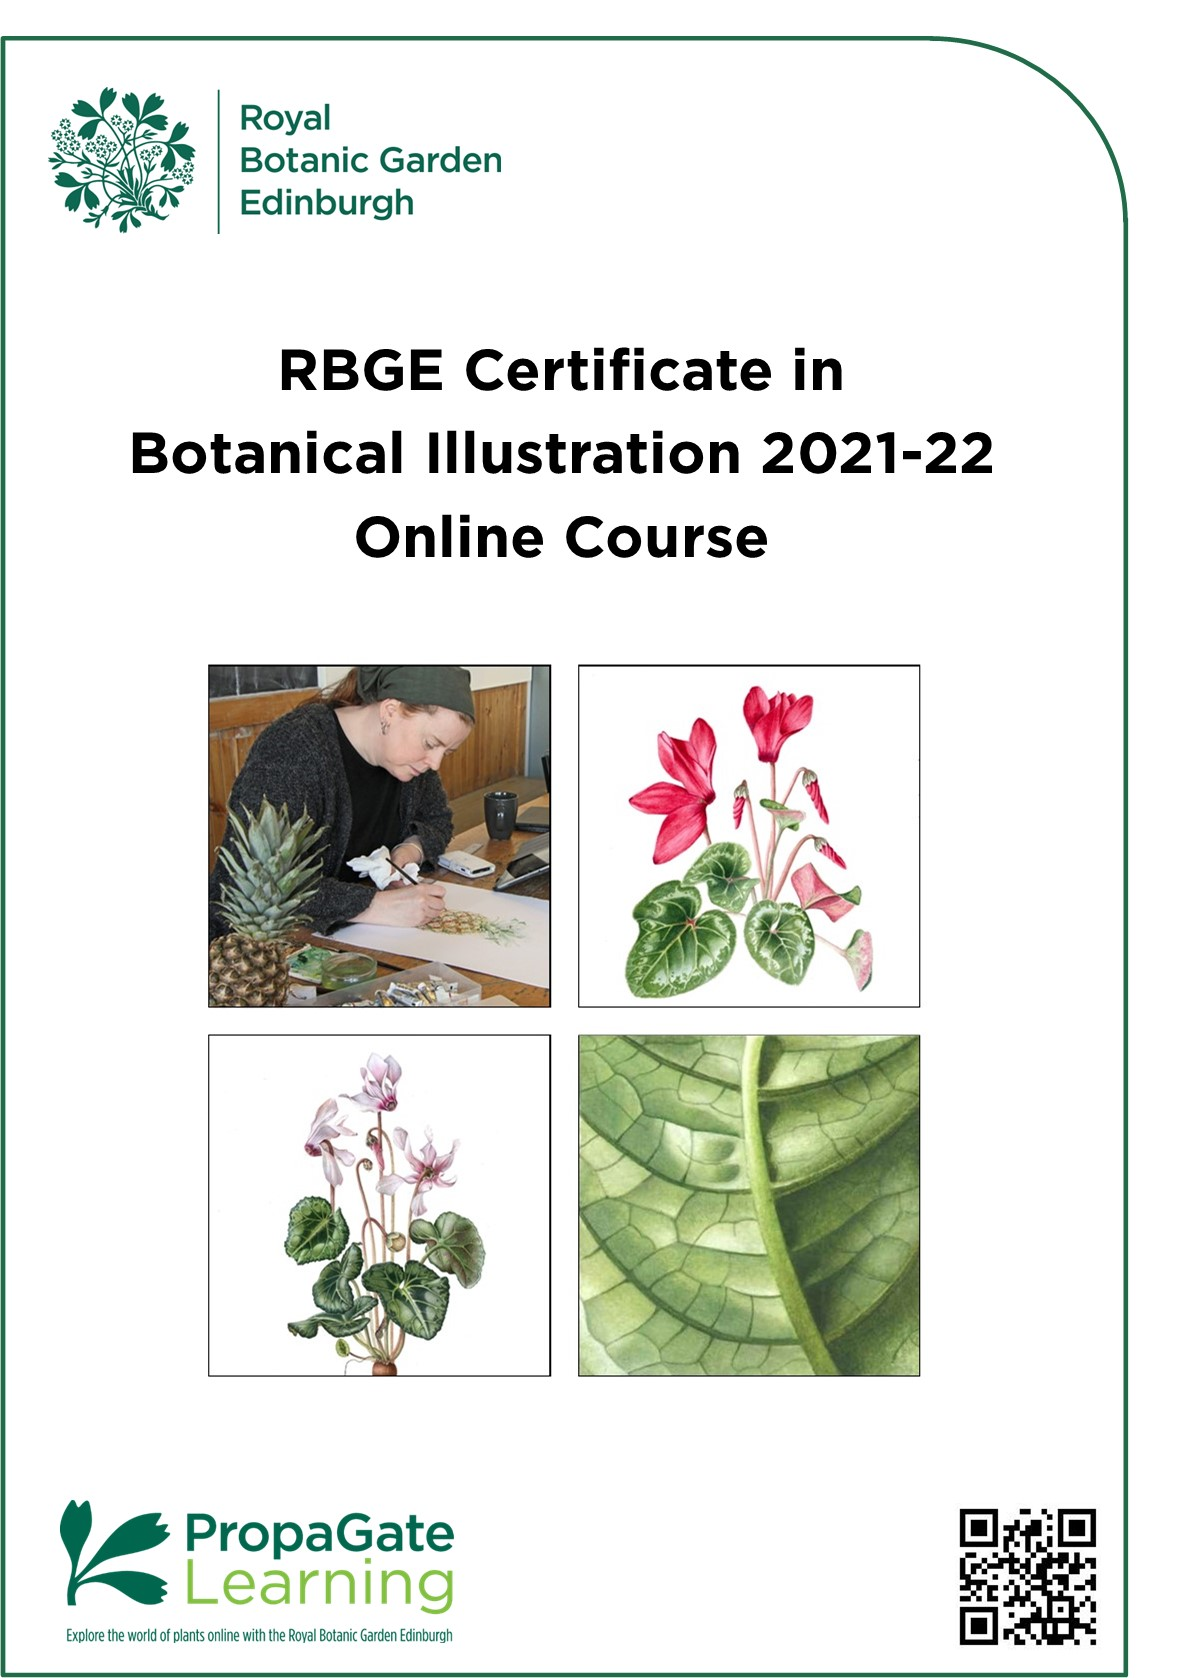 Royal
Botanic Garden
Edinburgh
RBGE Certificate in
Botanical Illustration 2021-22
Online Course
PropaGate
Learning
Explore the world of plants online with the Royal Botanic Garden Edinburgh